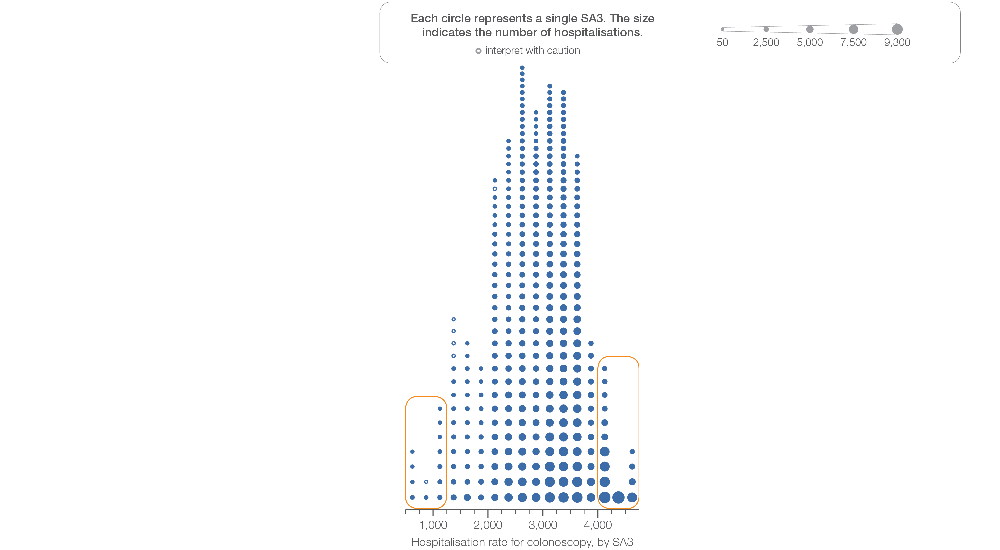 Each circle represents a single SA3. The size
indicates the number of hospitalisations.
interpret with caution
50 2,500 5,000 7,500 9,300
1,000 2,000 3,000 4,000
Hospitalisation rate for colonoscopy, by SA3